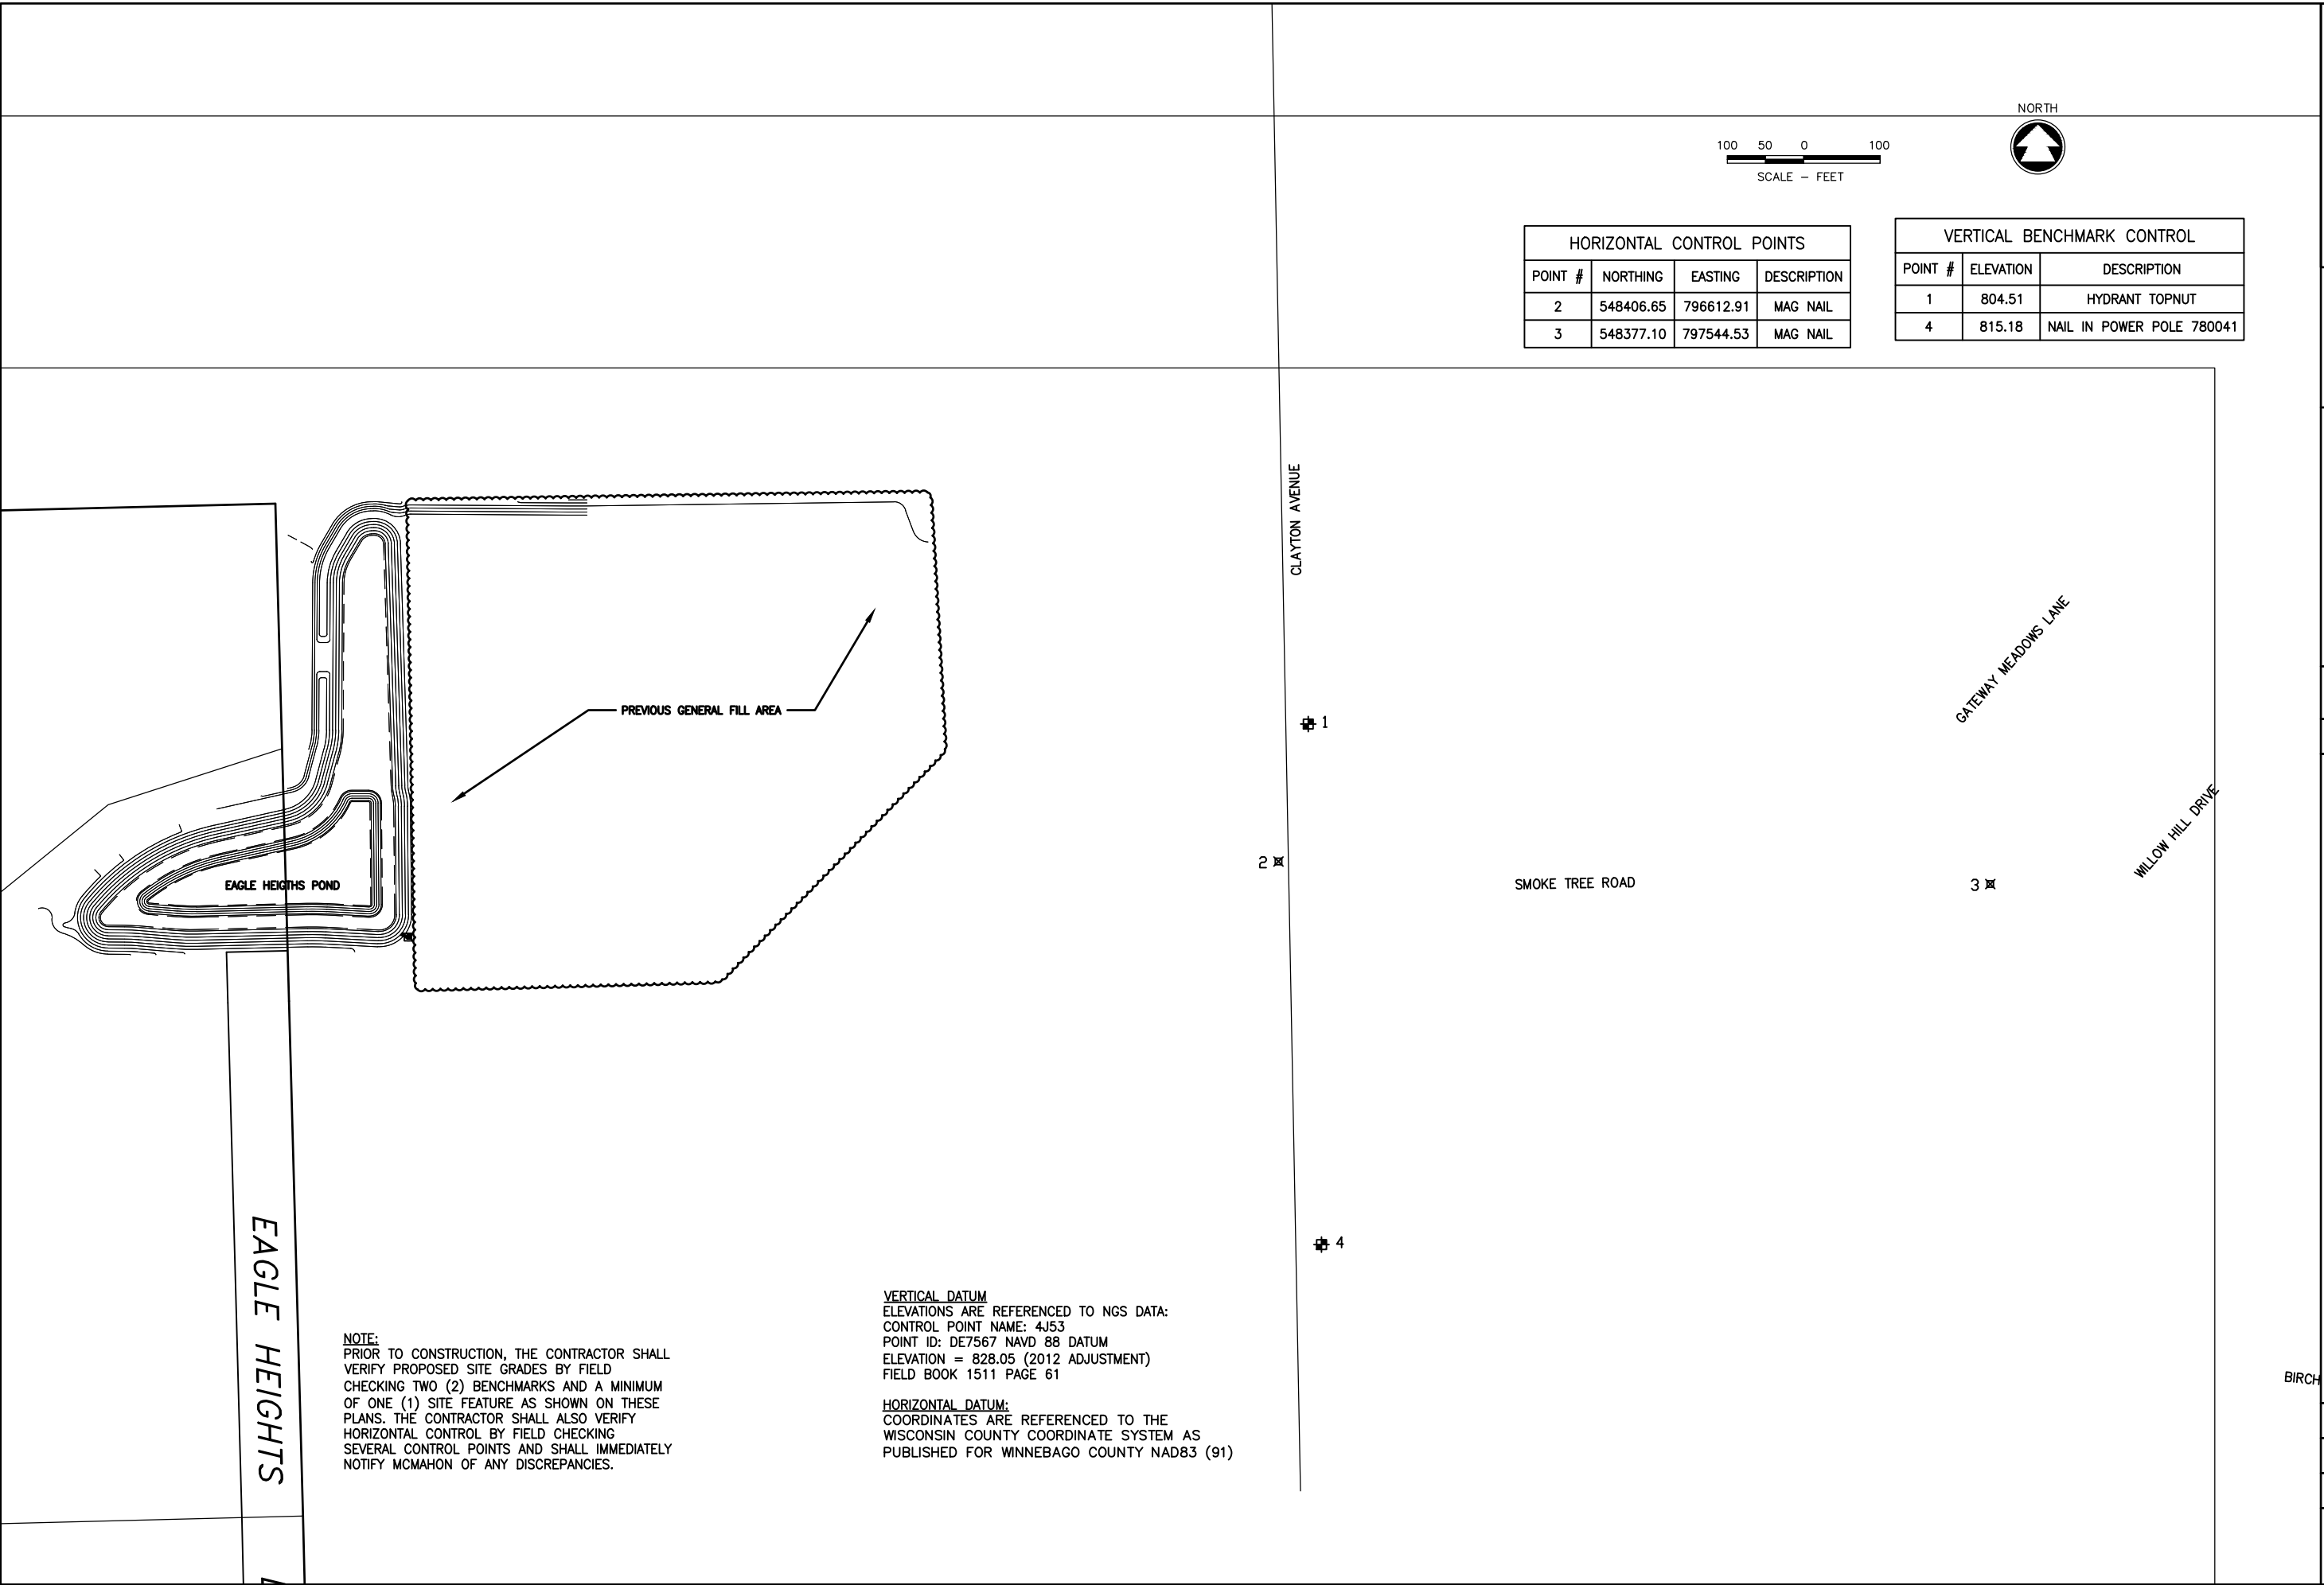 NORTH
100 50 0 100
SCALE – FEET
HORIZONTAL CONTROL POINTS
POINT # NORTHING EASTING DESCRIPTION
2 548406.65 796612.91 MAG NAIL
3 548377.10 797544.53 MAG NAIL
VERTICAL BENCHMARK CONTROL
POINT # ELEVATION DESCRIPTION
1 804.51 HYDRANT TOPNUT
4 815.18 NAIL IN POWER POLE 780041
CLAYTON AVENUE
GATEWAY MEADOWS LANE
PREVIOUS GENERAL FILL AREA
1
WILLOW HILL DRIVE
2
SMOKE TREE ROAD
3
EAGLE HEIGTHS POND
4
EAGLE HEIGHTS
NOTE:
PRIOR TO CONSTRUCTION, THE CONTRACTOR SHALL
VERIFY PROPOSED SITE GRADES BY FIELD
CHECKING TWO (2) BENCHMARKS AND A MINIMUM
OF ONE (1) SITE FEATURE AS SHOWN ON THESE
PLANS. THE CONTRACTOR SHALL ALSO VERIFY
HORIZONTAL CONTROL BY FIELD CHECKING
SEVERAL CONTROL POINTS AND SHALL IMMEDIATELY
NOTIFY MCMAHON OF ANY DISCREPANCIES.
VERTICAL DATUM
ELEVATIONS ARE REFERENCED TO NGS DATA:
CONTROL POINT NAME: 4J53
POINT ID: DE7567 NAVD 88 DATUM
ELEVATION = 828.05 (2012 ADJUSTMENT)
FIELD BOOK 1511 PAGE 61
HORIZONTAL DATUM:
COORDINATES ARE REFERENCED TO THE
WISCONSIN COUNTY COORDINATE SYSTEM AS
PUBLISHED FOR WINNEBAGO COUNTY NAD83 (91)
BIRCH